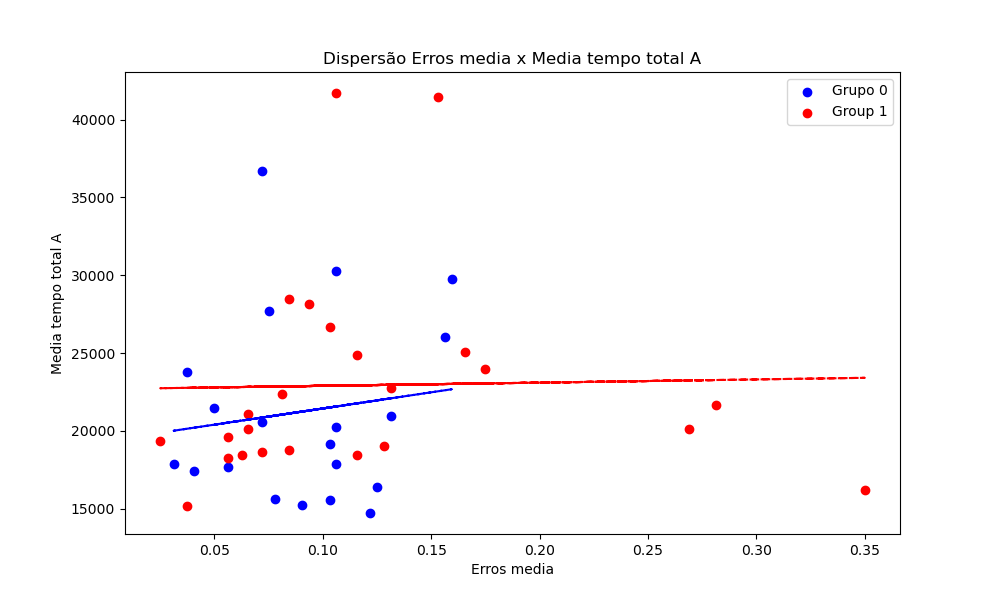 Dispersão Erros media x Media tempo total A
Grupo 0
Group 1
Media tempo total A
40000
35000
30000
25000
20000
15000
0.05 0.10 0.15 0.20 0.25 0.30 0.35
Erros media